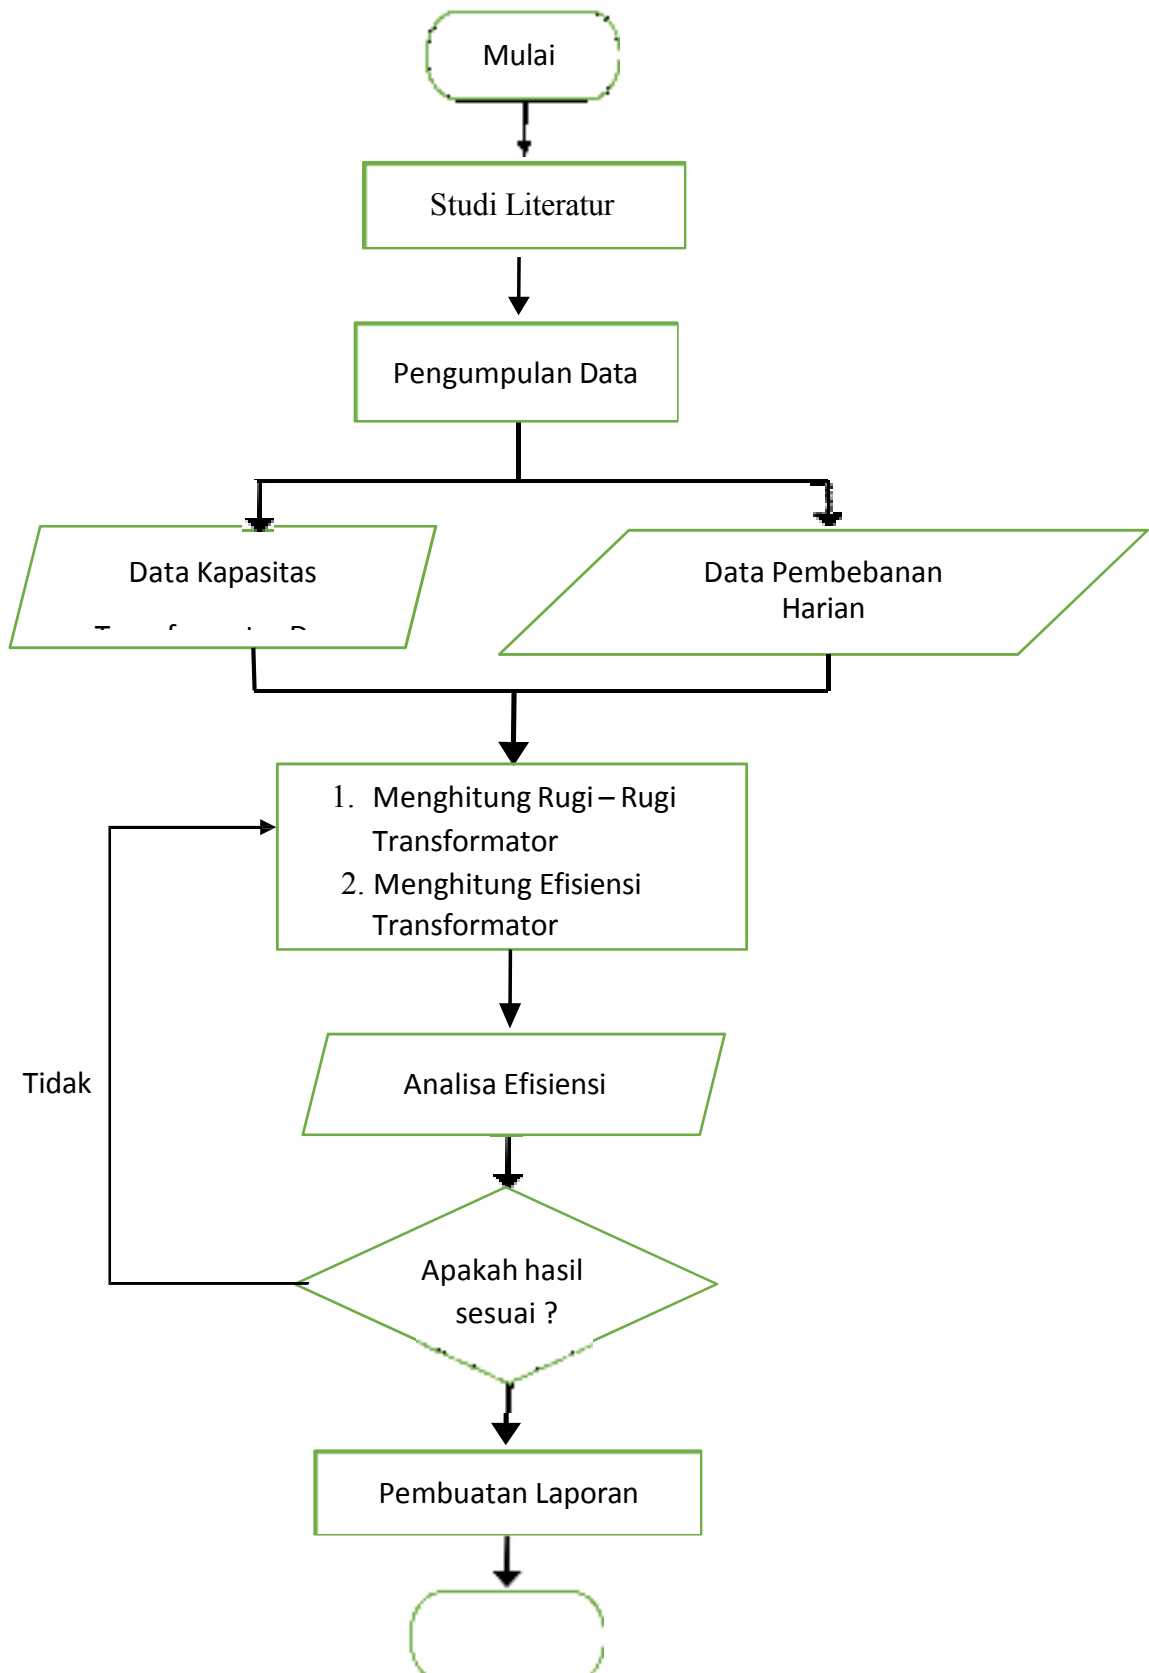 Mulai
Studi Literatur
Pengumpulan Data
Data Kapasitas
Data Pembebanan
Harian
1. Menghitung Rugi – Rugi
Transformator
2. Menghitung Efisiensi
Transformator
Tidak
Analisa Efisiensi
Apakah hasil
sesuai ?
Pembuatan Laporan